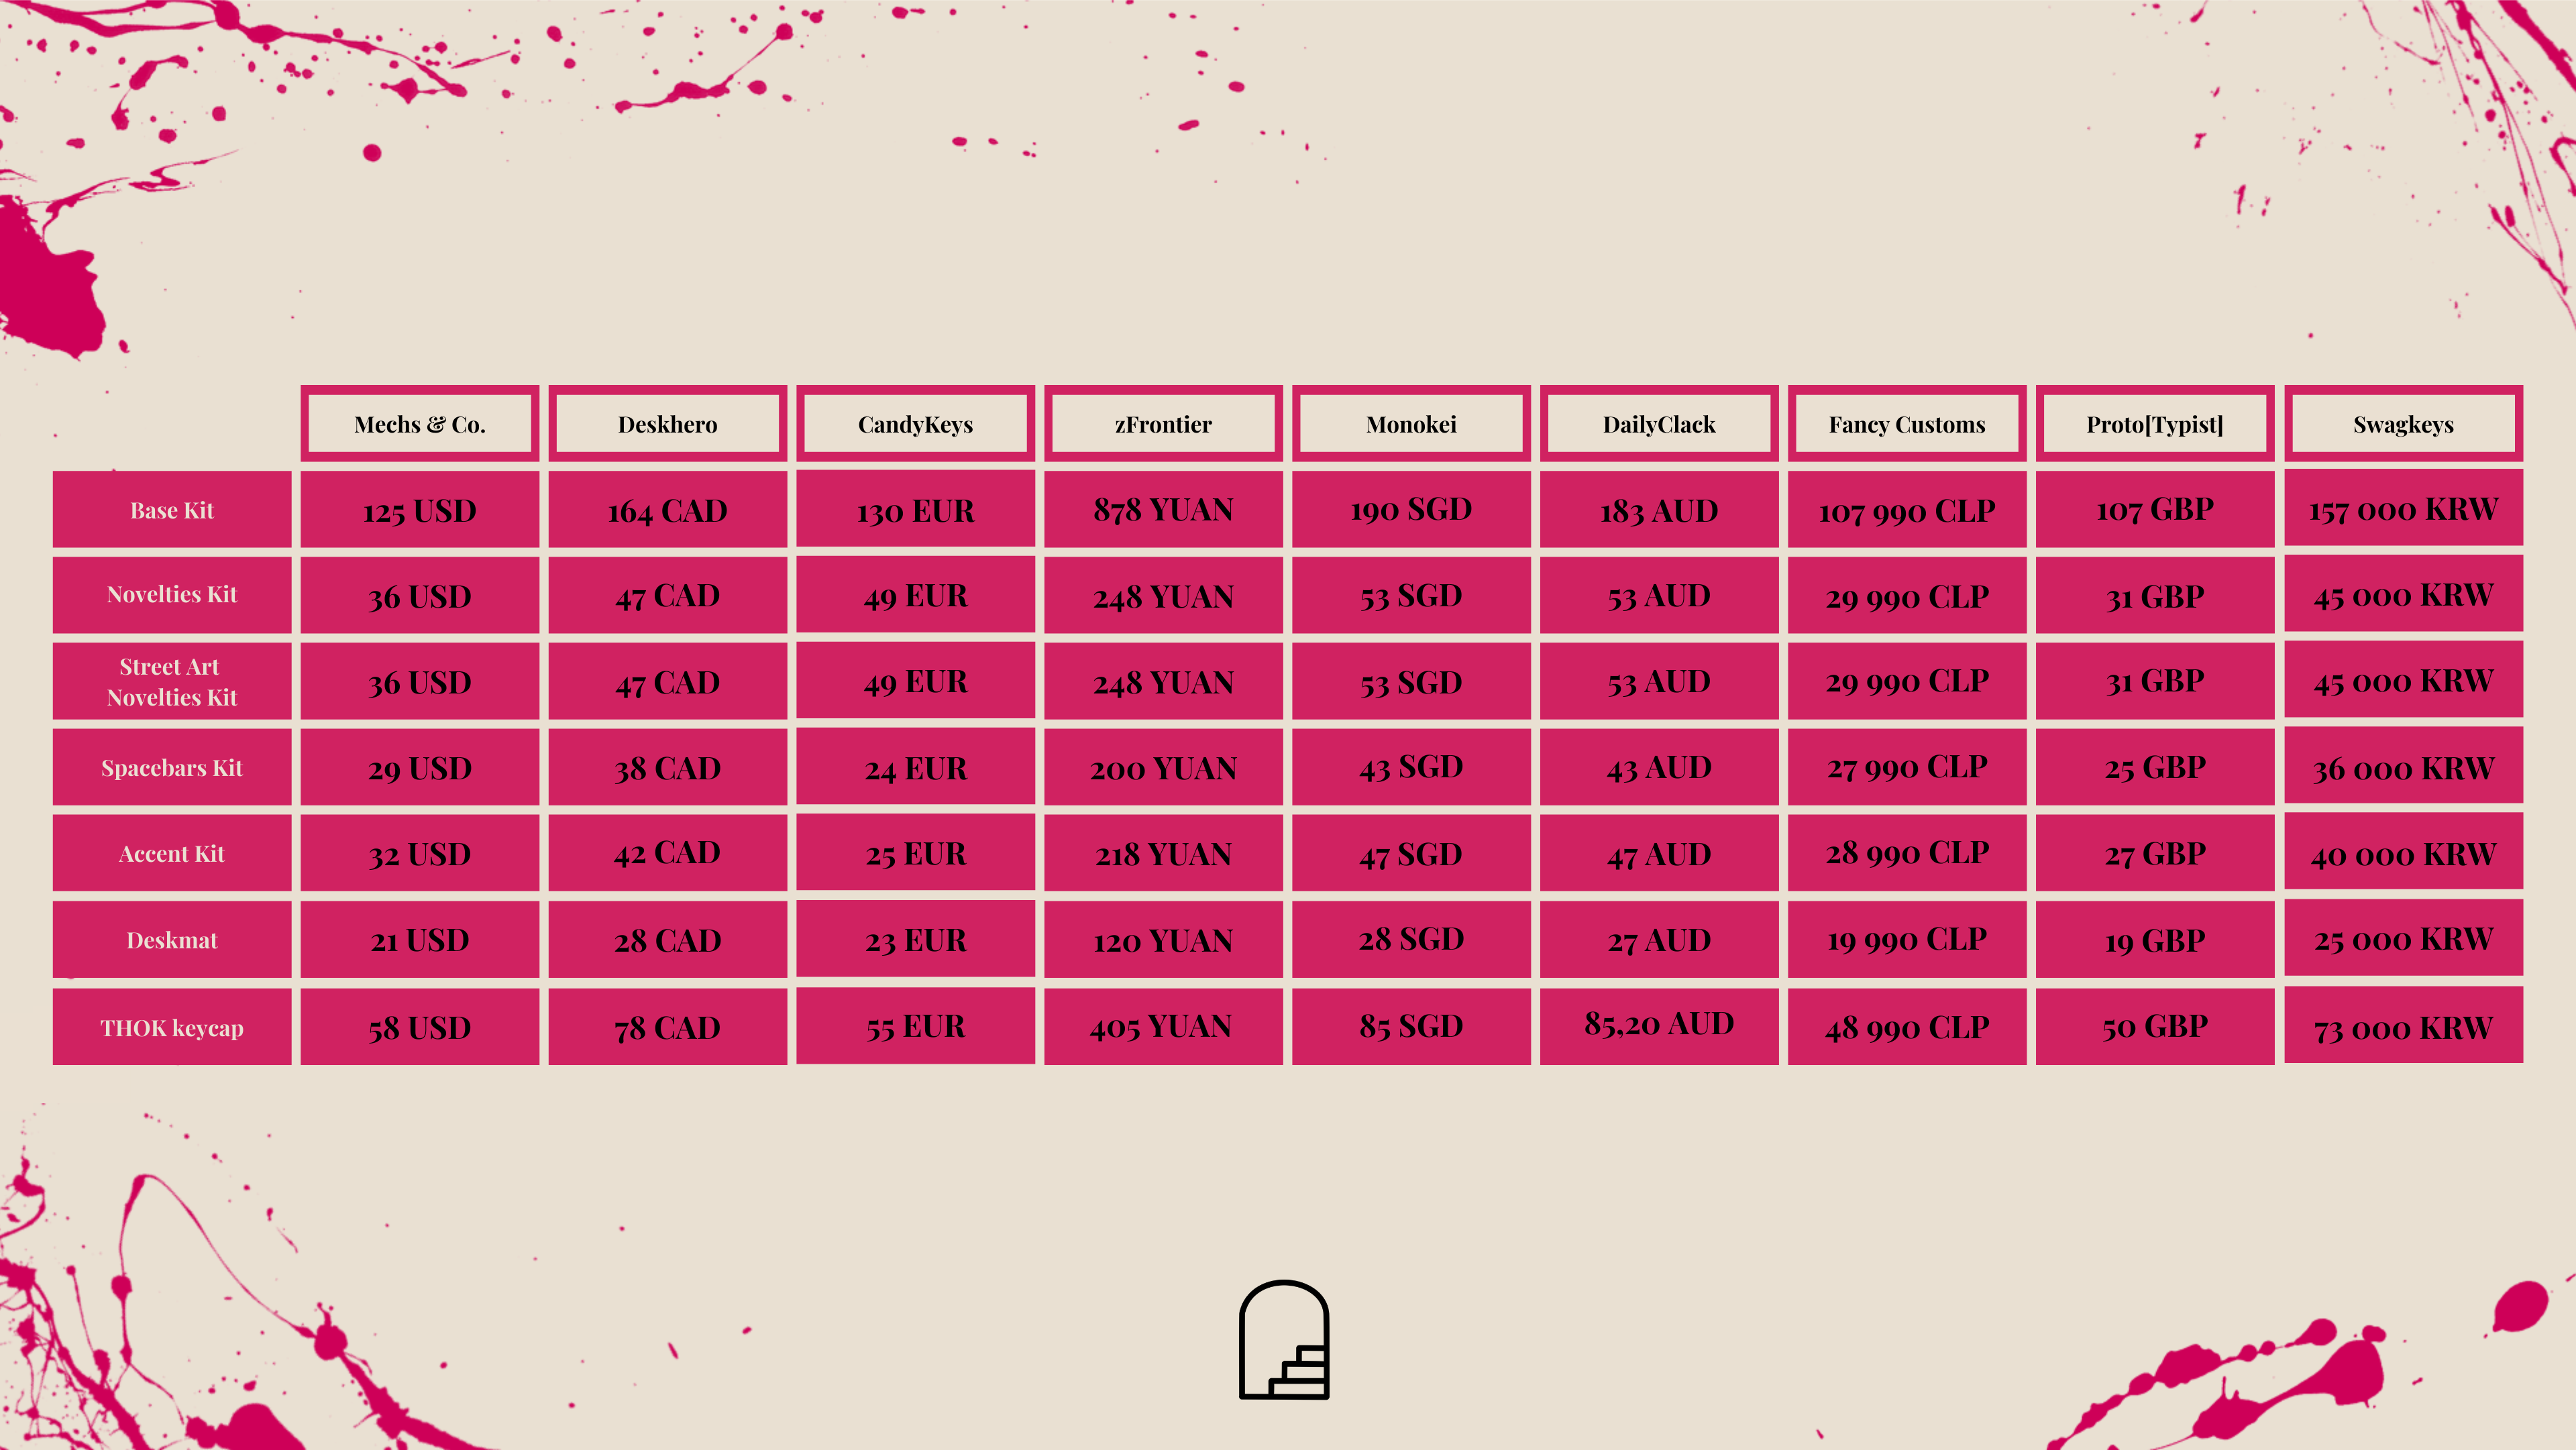 Mechs & Co. Deskhero CandyKeys zFrontier Monokei DailyClack Fancy Customs Proto[Typist] Swagkeys
Base Kit 125 USD 164 CAD 130 EUR 878 YUAN 190 SGD 183 AUD 107 990 CLP 107 GBP 157 000 KRW
Novelties Kit 36 USD 47 CAD 49 EUR 248 YUAN 53 SGD 53 AUD 29 990 CLP 31 GBP 45 000 KRW
Street Art
Novelties Kit 36 USD 47 CAD 49 EUR 248 YUAN 53 SGD 53 AUD 29 990 CLP 31 GBP 45 000 KRW
Spacebars Kit 29 USD 38 CAD 24 EUR 200 YUAN 43 SGD 43 AUD 27 990 CLP 25 GBP 36 000 KRW
Accent Kit 32 USD 42 CAD 25 EUR 218 YUAN 47 SGD 47 AUD 28 990 CLP 27 GBP 40 000 KRW
Deskmat 21 USD 28 CAD 23 EUR 120 YUAN 28 SGD 27 AUD 19 990 CLP 19 GBP 25 000 KRW
THOK keycap 58 USD 78 CAD 55 EUR 405 YUAN 85 SGD 85,20 AUD 48 990 CLP 50 GBP 73 000 KRW